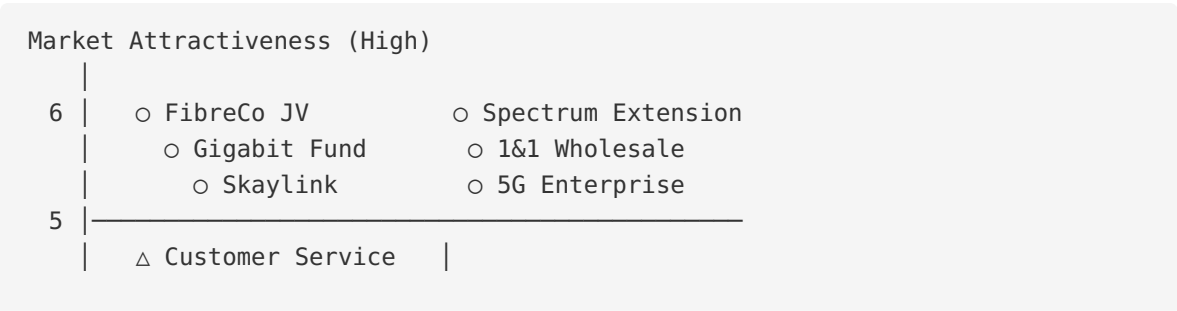 Market Attractiveness (High)
│
6 │ ○ FibreCo JV ○ Spectrum Extension
│ ○ Gigabit Fund ○ 1&1 Wholesale
│ ○ Skaylink ○ 5G Enterprise
5 |─────────────────────────────────────────────
│ △ Customer Service │